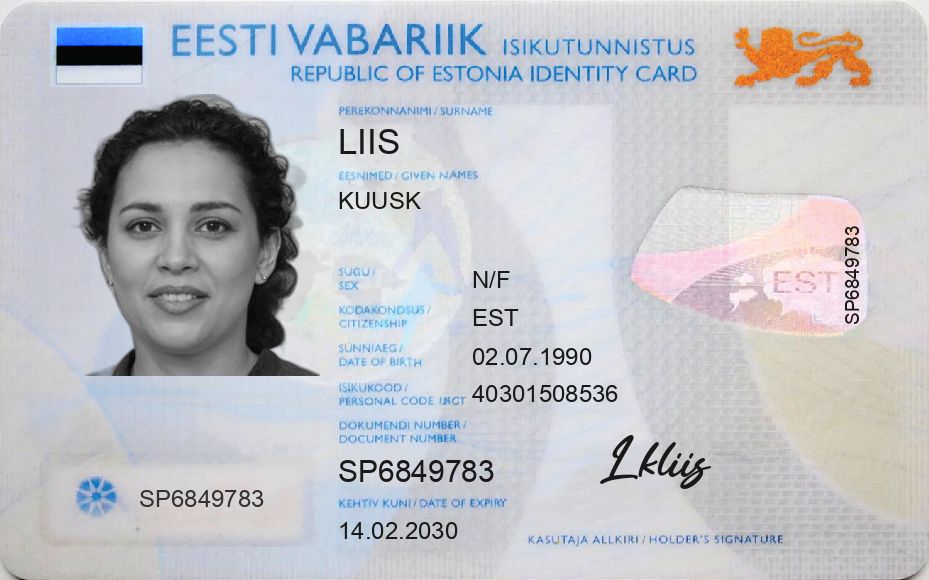 EESTI VABARIIK ISIKUTUNNISTUS
REPUBLIC OF ESTONIA IDENTITY CARD
PEREKONNANIMI / SURNAME
LIIS
EESNIMED / GIVEN NAMES
KUUSK
SUGU / SEX
N/F
KODAKONDSUS / CITIZENSHIP
EST
SÜNNIAEG / DATE OF BIRTH
02.07.1990
ISIKUKOOD / PERSONAL CODE
40301508536
DOKUMENDI NUMBER / DOCUMENT NUMBER
SP6849783
KEHTIV KUNI / DATE OF EXPIRY
14.02.2030
SP6849783
EST
SP6849783
Lkliis
KASUTAJA ALLKIRI / HOLDER'S SIGNATURE